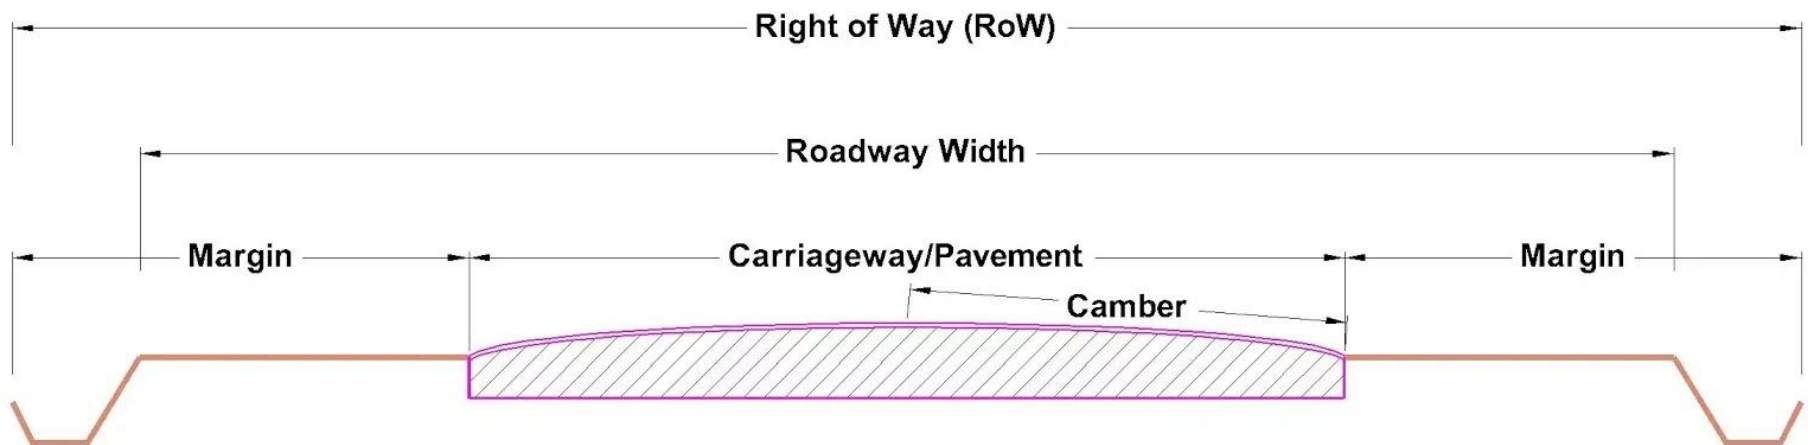 Right of Way (RoW)
Roadway Width
Margin
Carriageway/Pavement
Margin
Camber